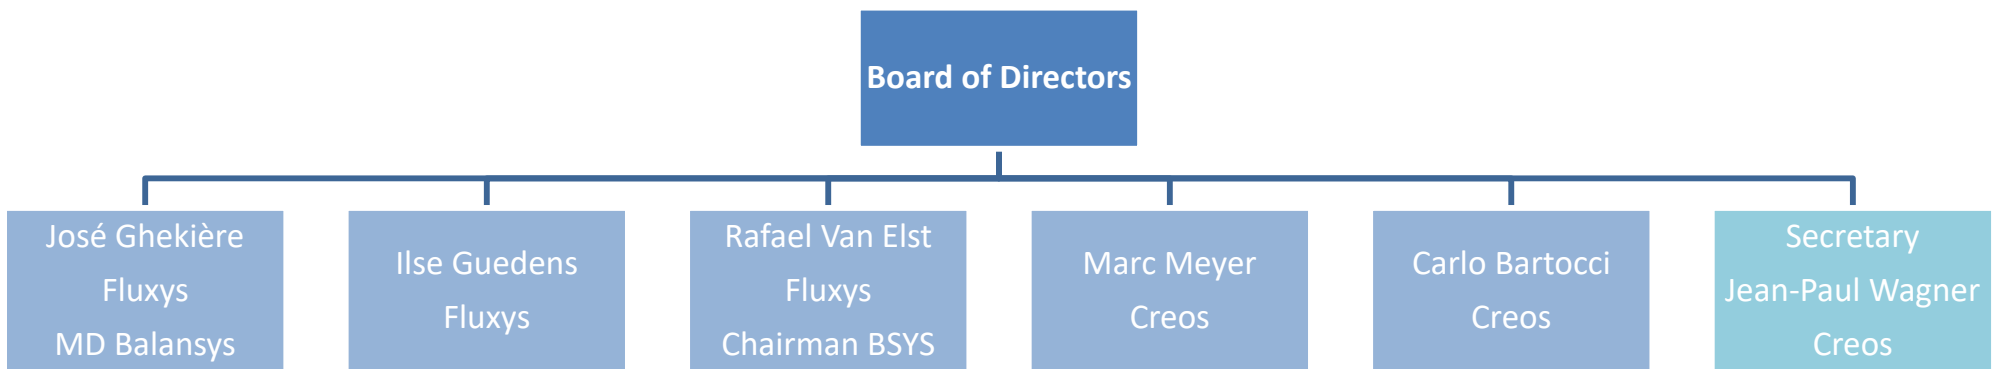 Board of Directors
José Ghekière
Fluxys
MD Balansys
Ilse Guedens
Fluxys
Rafael Van Elst
Fluxys
Chairman BSYS
Marc Meyer
Creos
Carlo Bartocci
Creos
Secretary
Jean-Paul Wagner
Creos